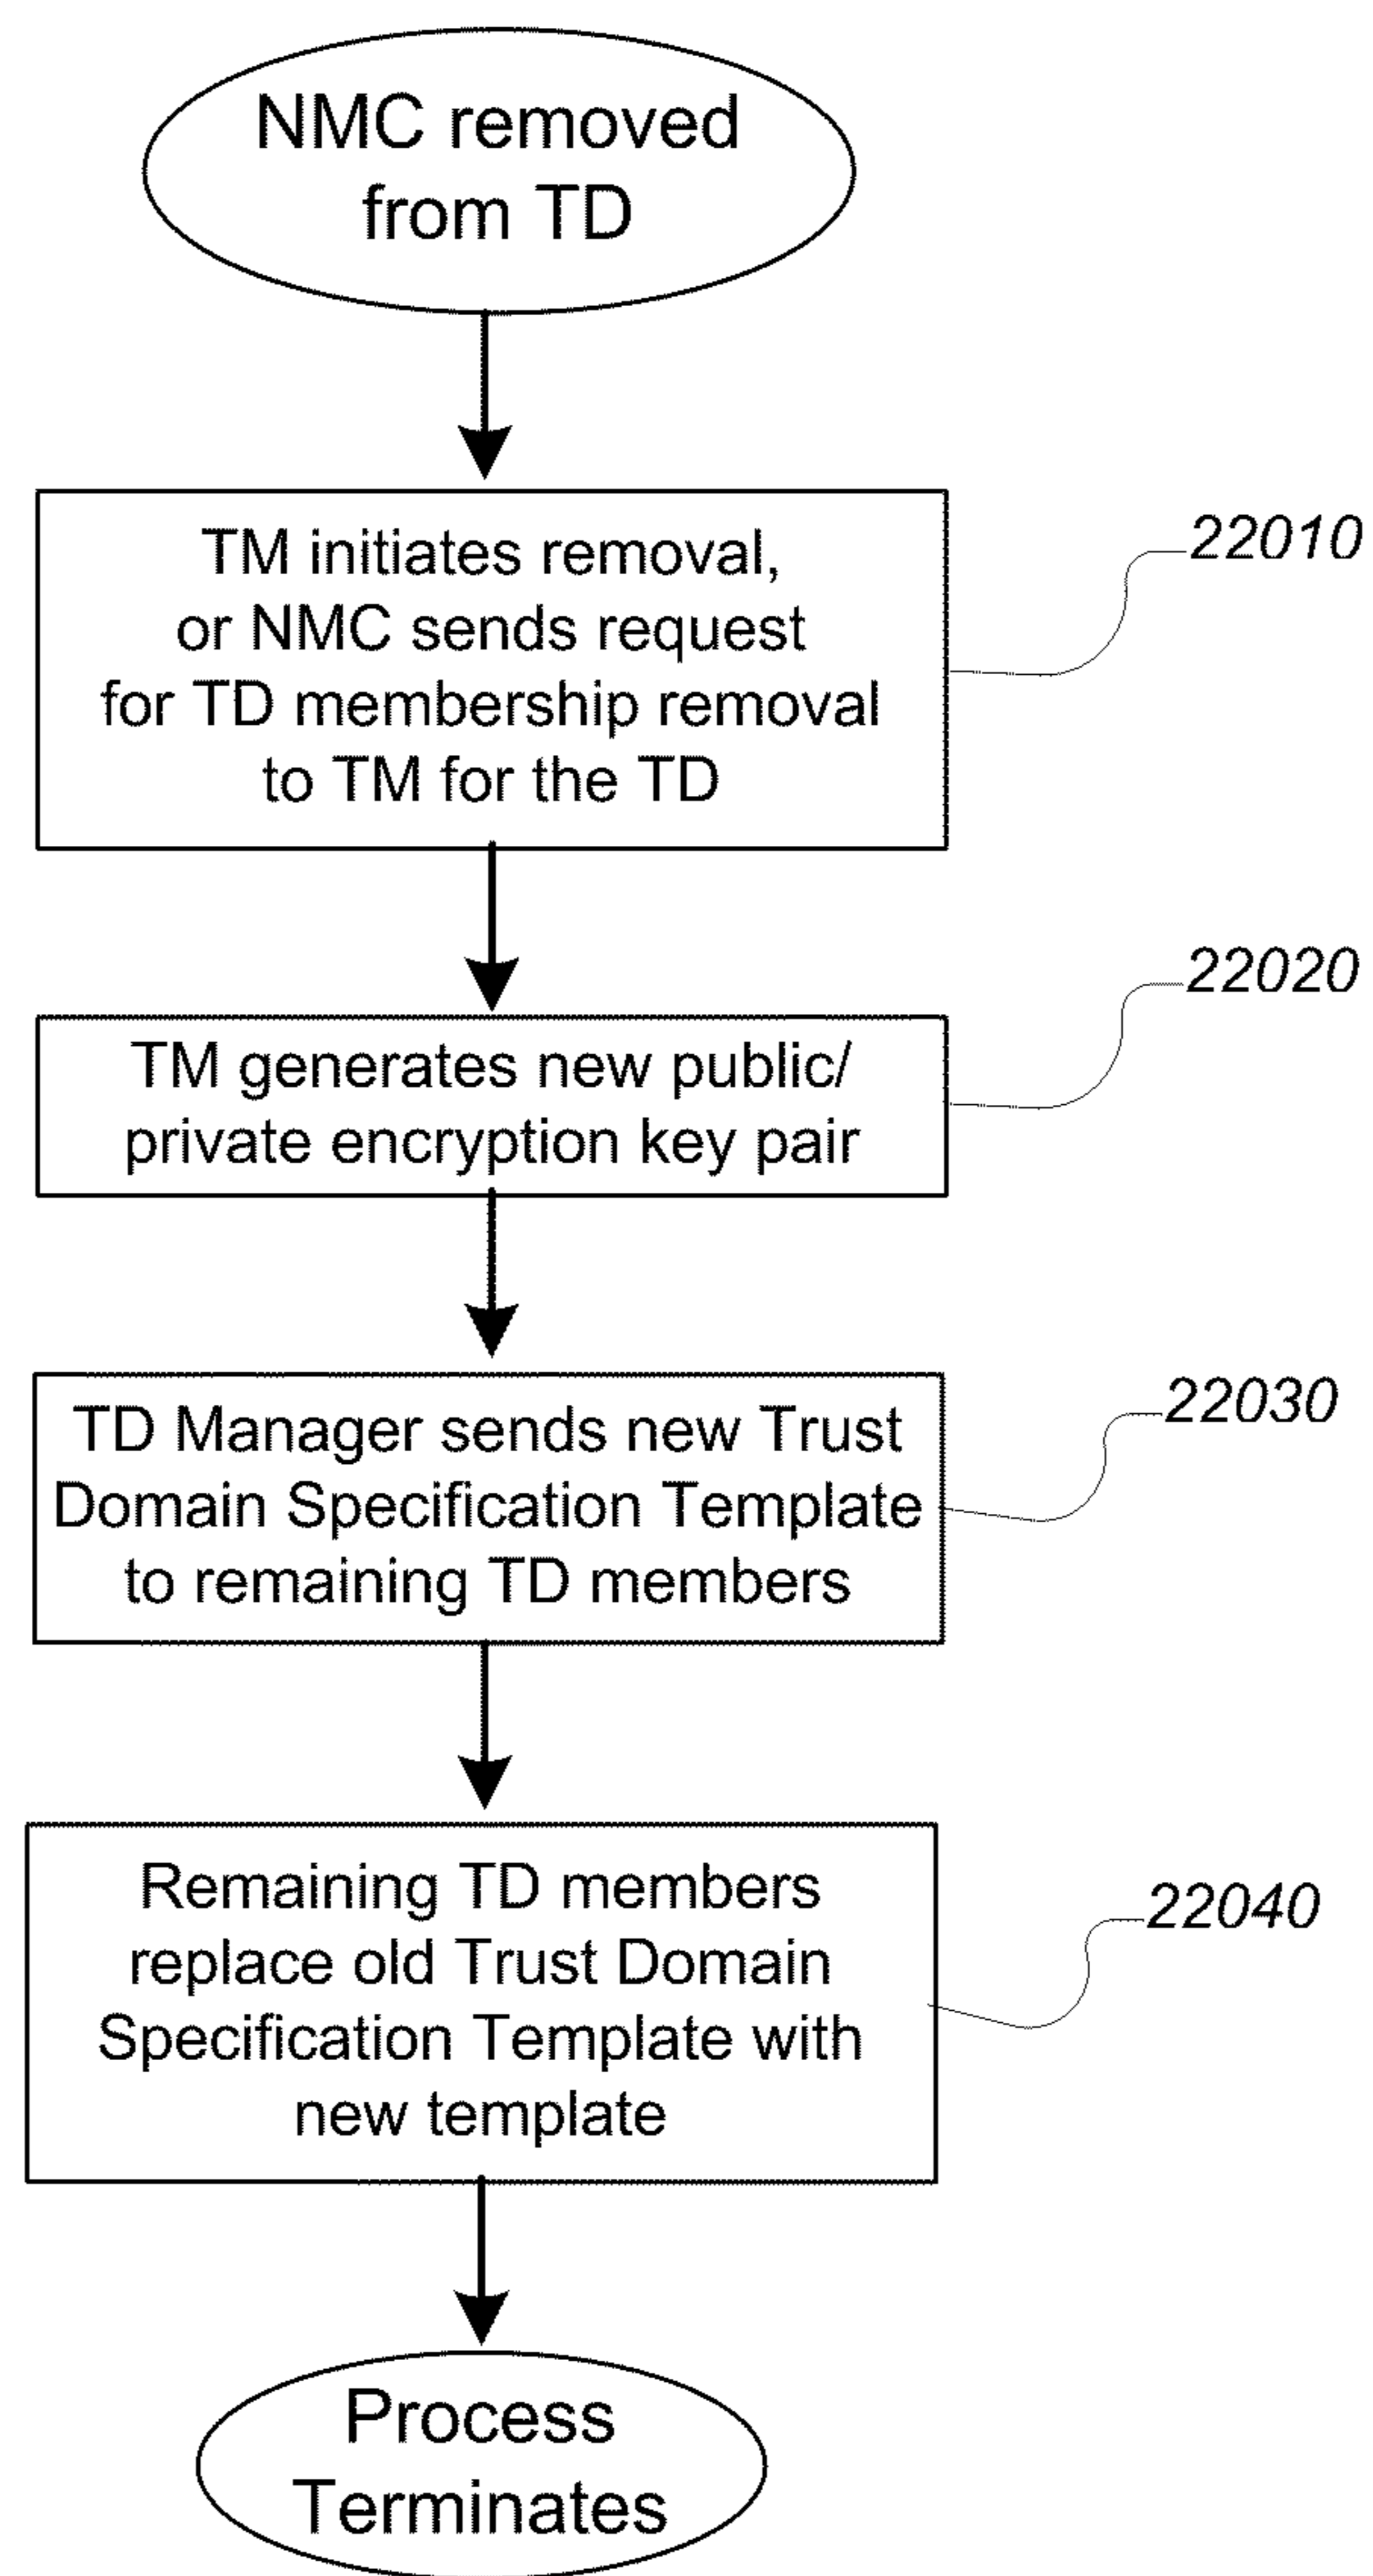 NMC removed
from TD
TM initiates removal,
or NMC sends request
for TD membership removal
to TM for the TD
22010
TM generates new public/
private encryption key pair
22020
TD Manager sends new Trust
Domain Specification Template
to remaining TD members
22030
Remaining TD members
replace old Trust Domain
Specification Template with
new template
22040
Process
Terminates